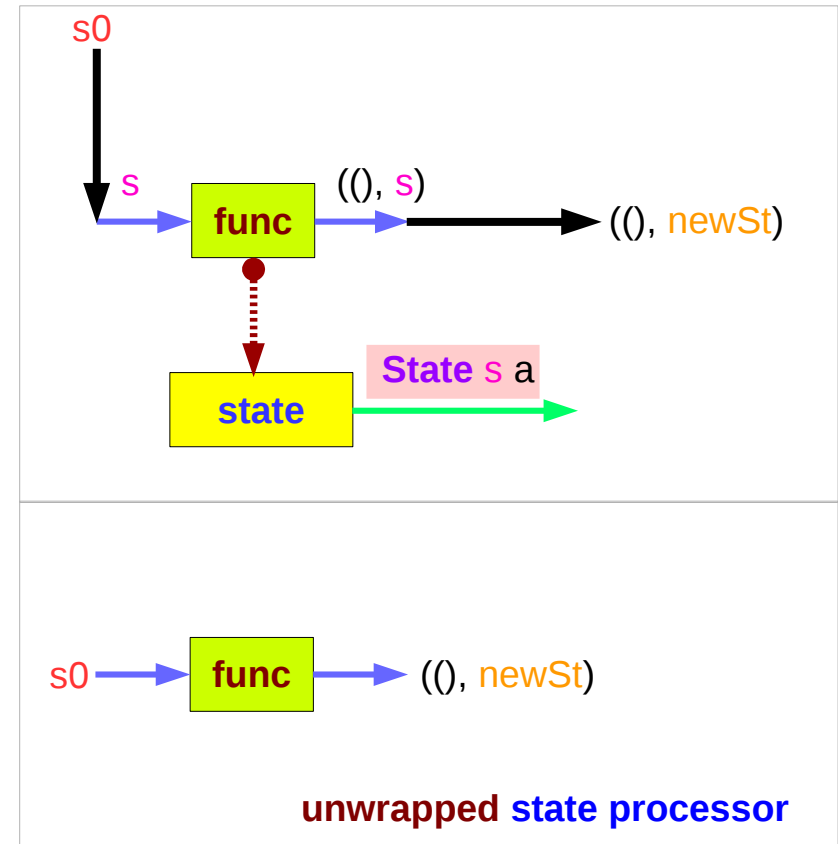 s0
s
((), s)
func
((), newSt)
State s a
state
s0
func
((), newSt)
unwrapped state processor